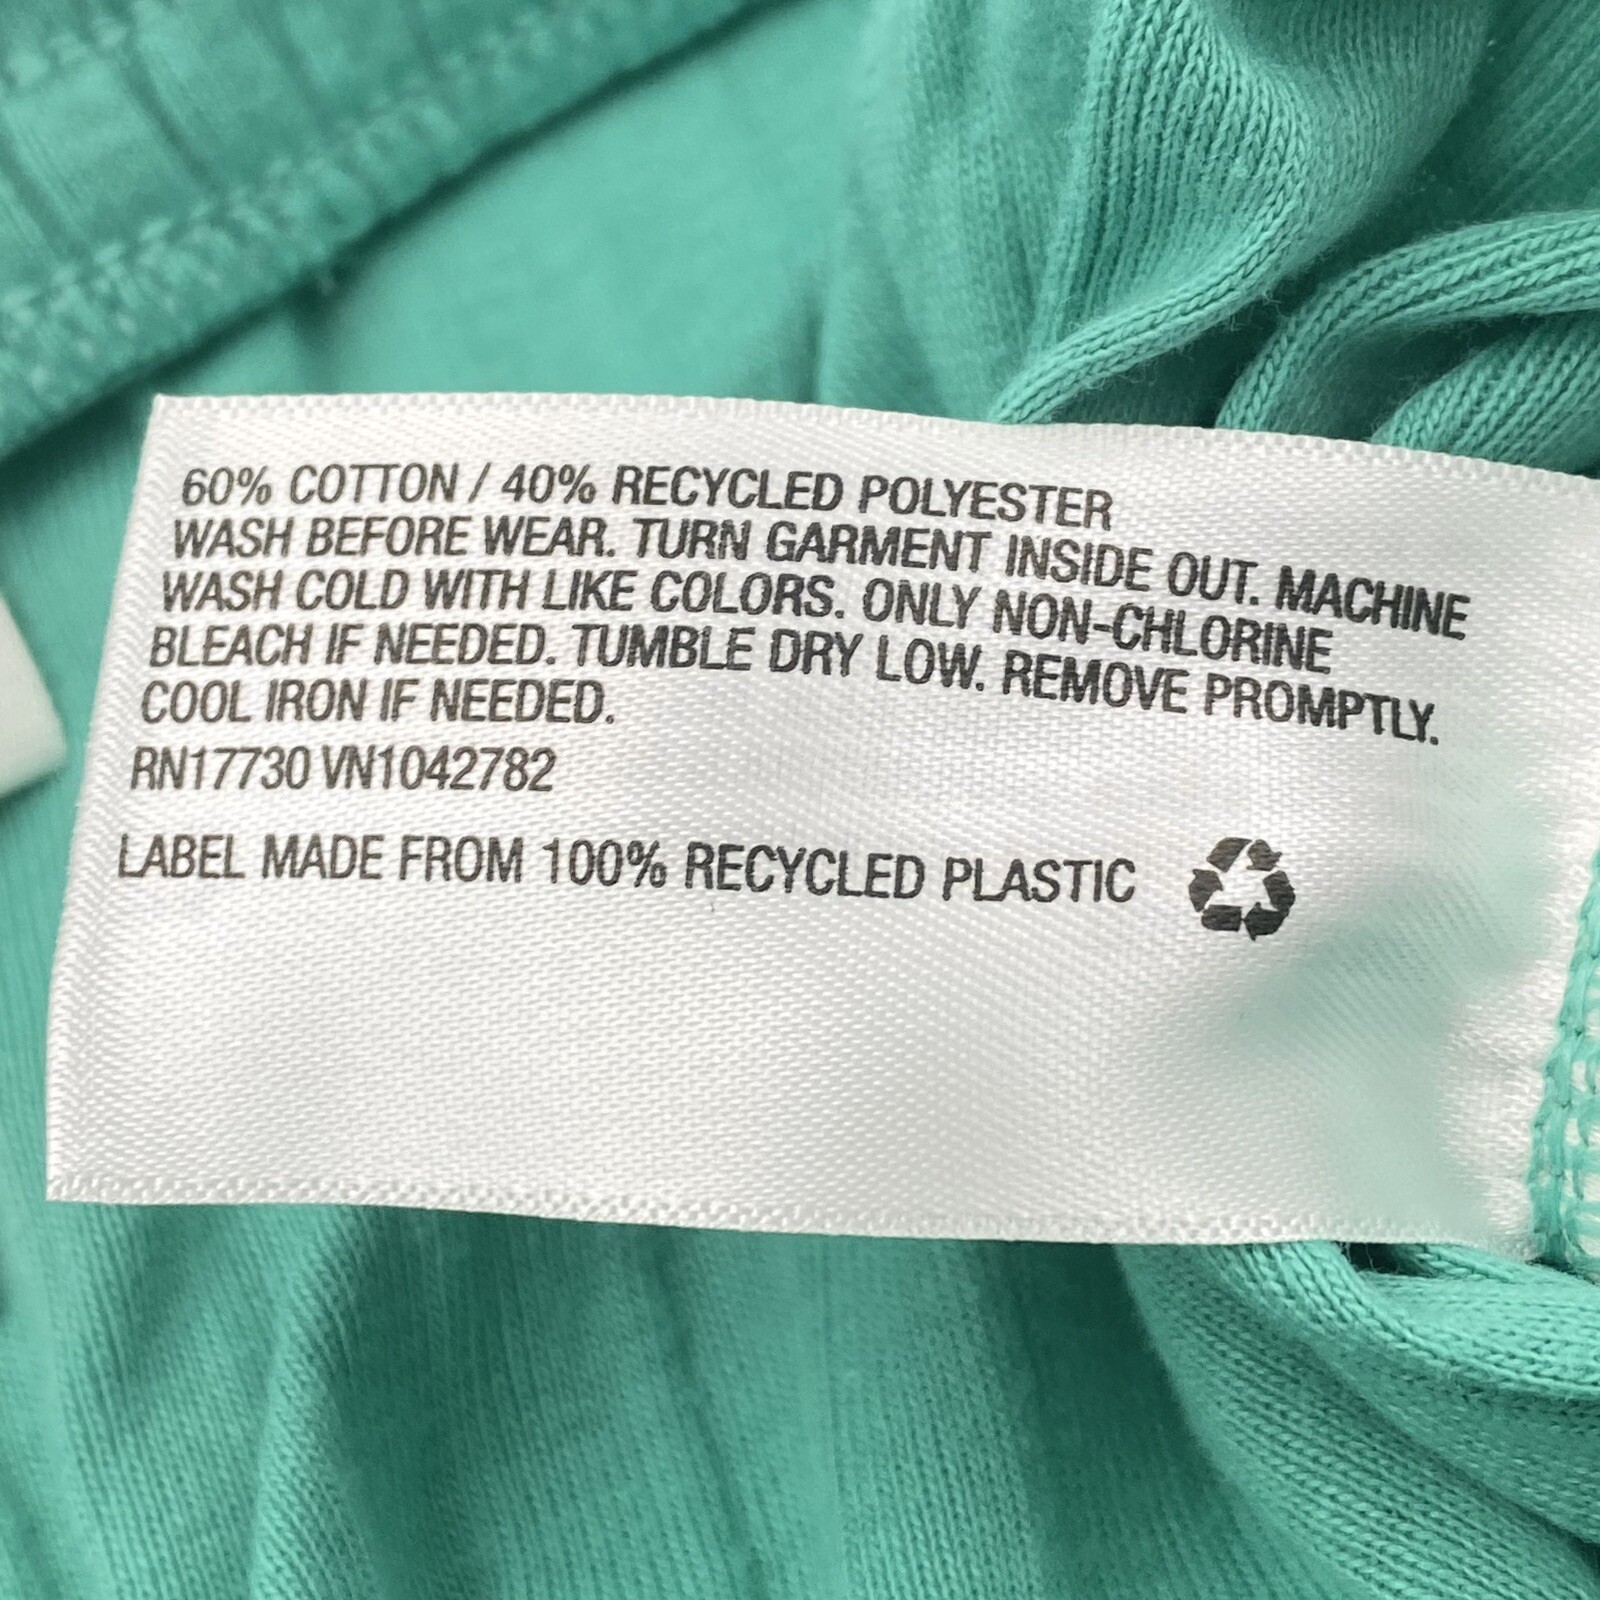 60% COTTON / 40% RECYCLED POLYESTER
WASH BEFORE WEAR. TURN GARMENT INSIDE OUT. MACHINE
WASH COLD WITH LIKE COLORS. ONLY NON-CHLORINE
BLEACH IF NEEDED. TUMBLE DRY LOW. REMOVE PROMPTLY.
COOL IRON IF NEEDED.
RN17730 VN1042782
LABEL MADE FROM 100% RECYCLED PLASTIC